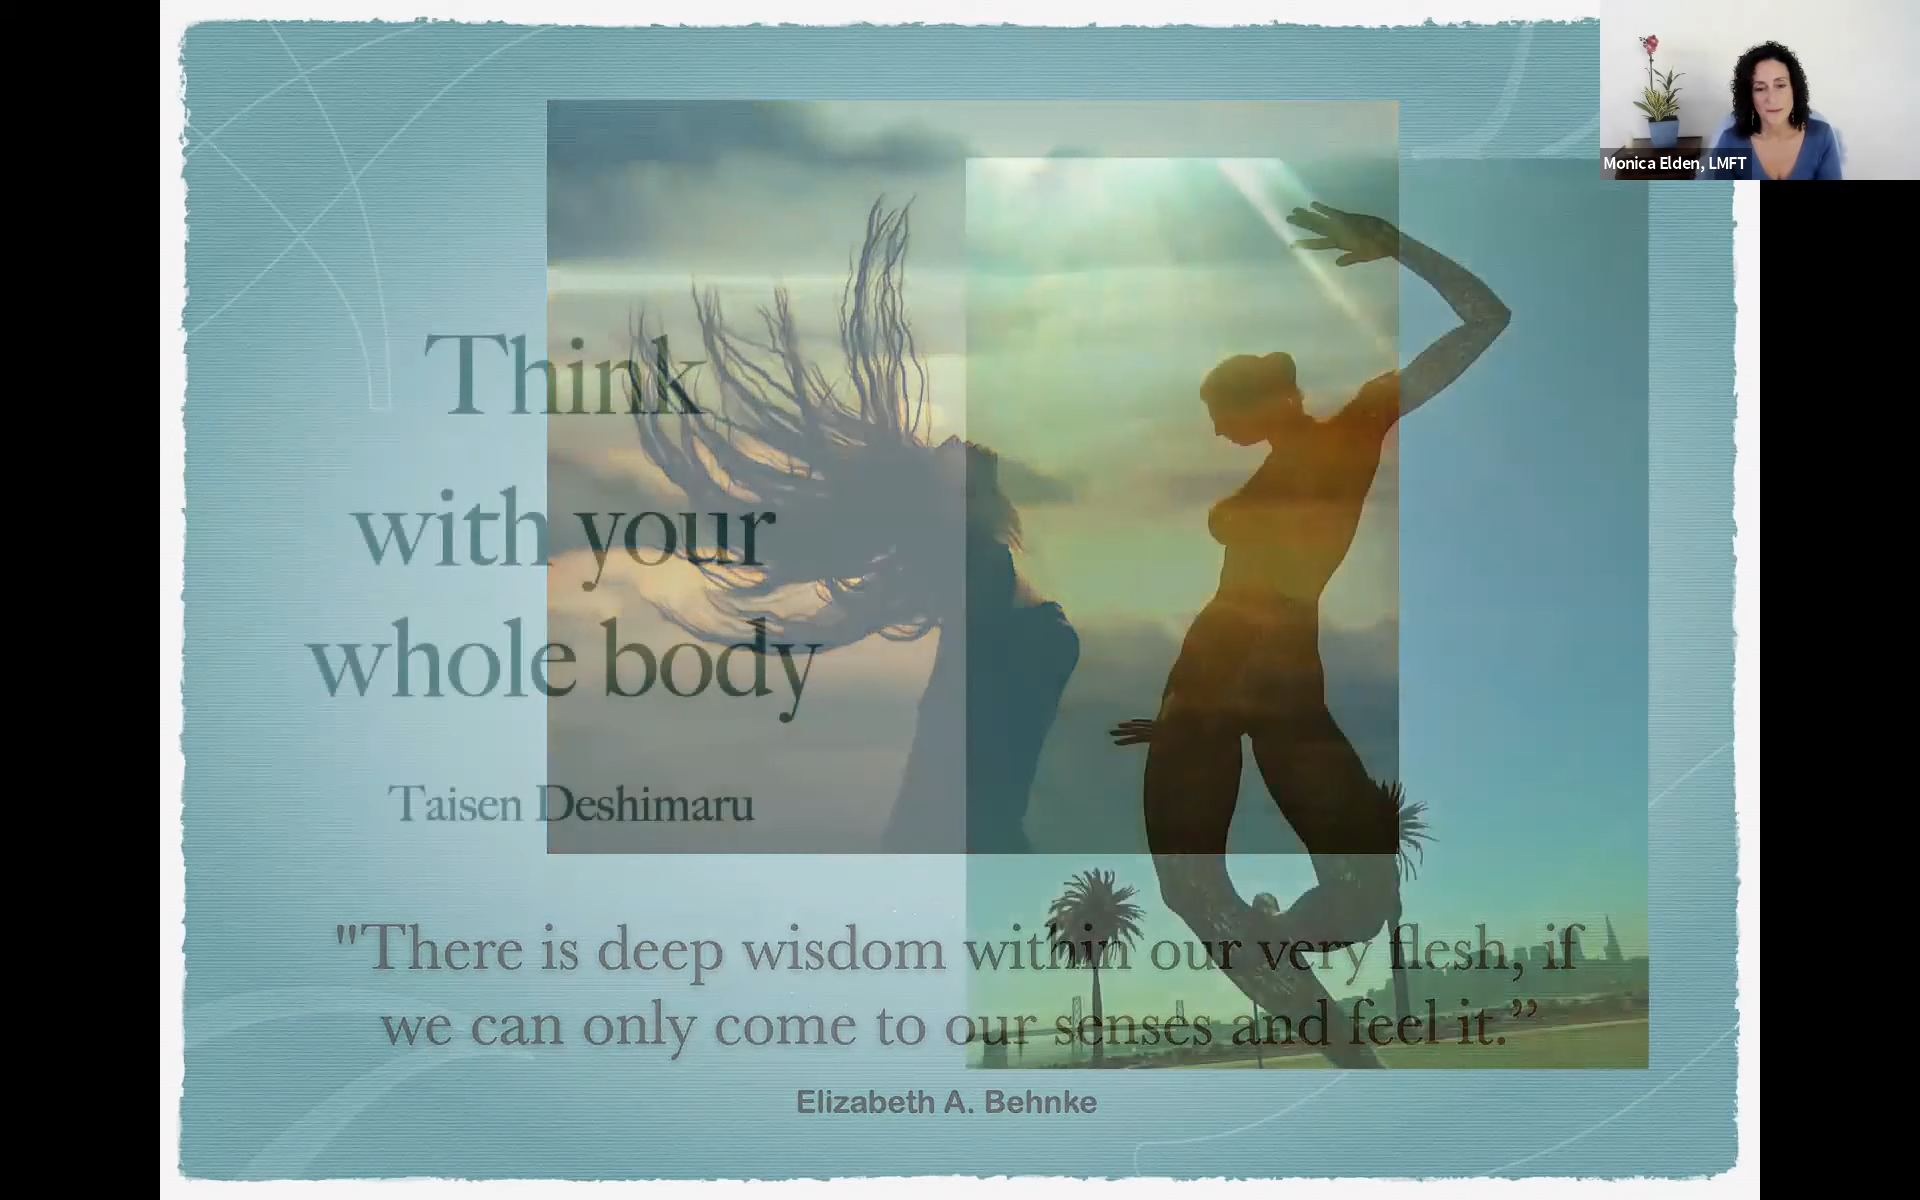 Monica Elden, LMFT
Think
with your
whole body
Taisen Deshimaru
"There is deep wisdom within our very flesh, if
we can only come to our senses and feel it.”
Elizabeth A. Behnke